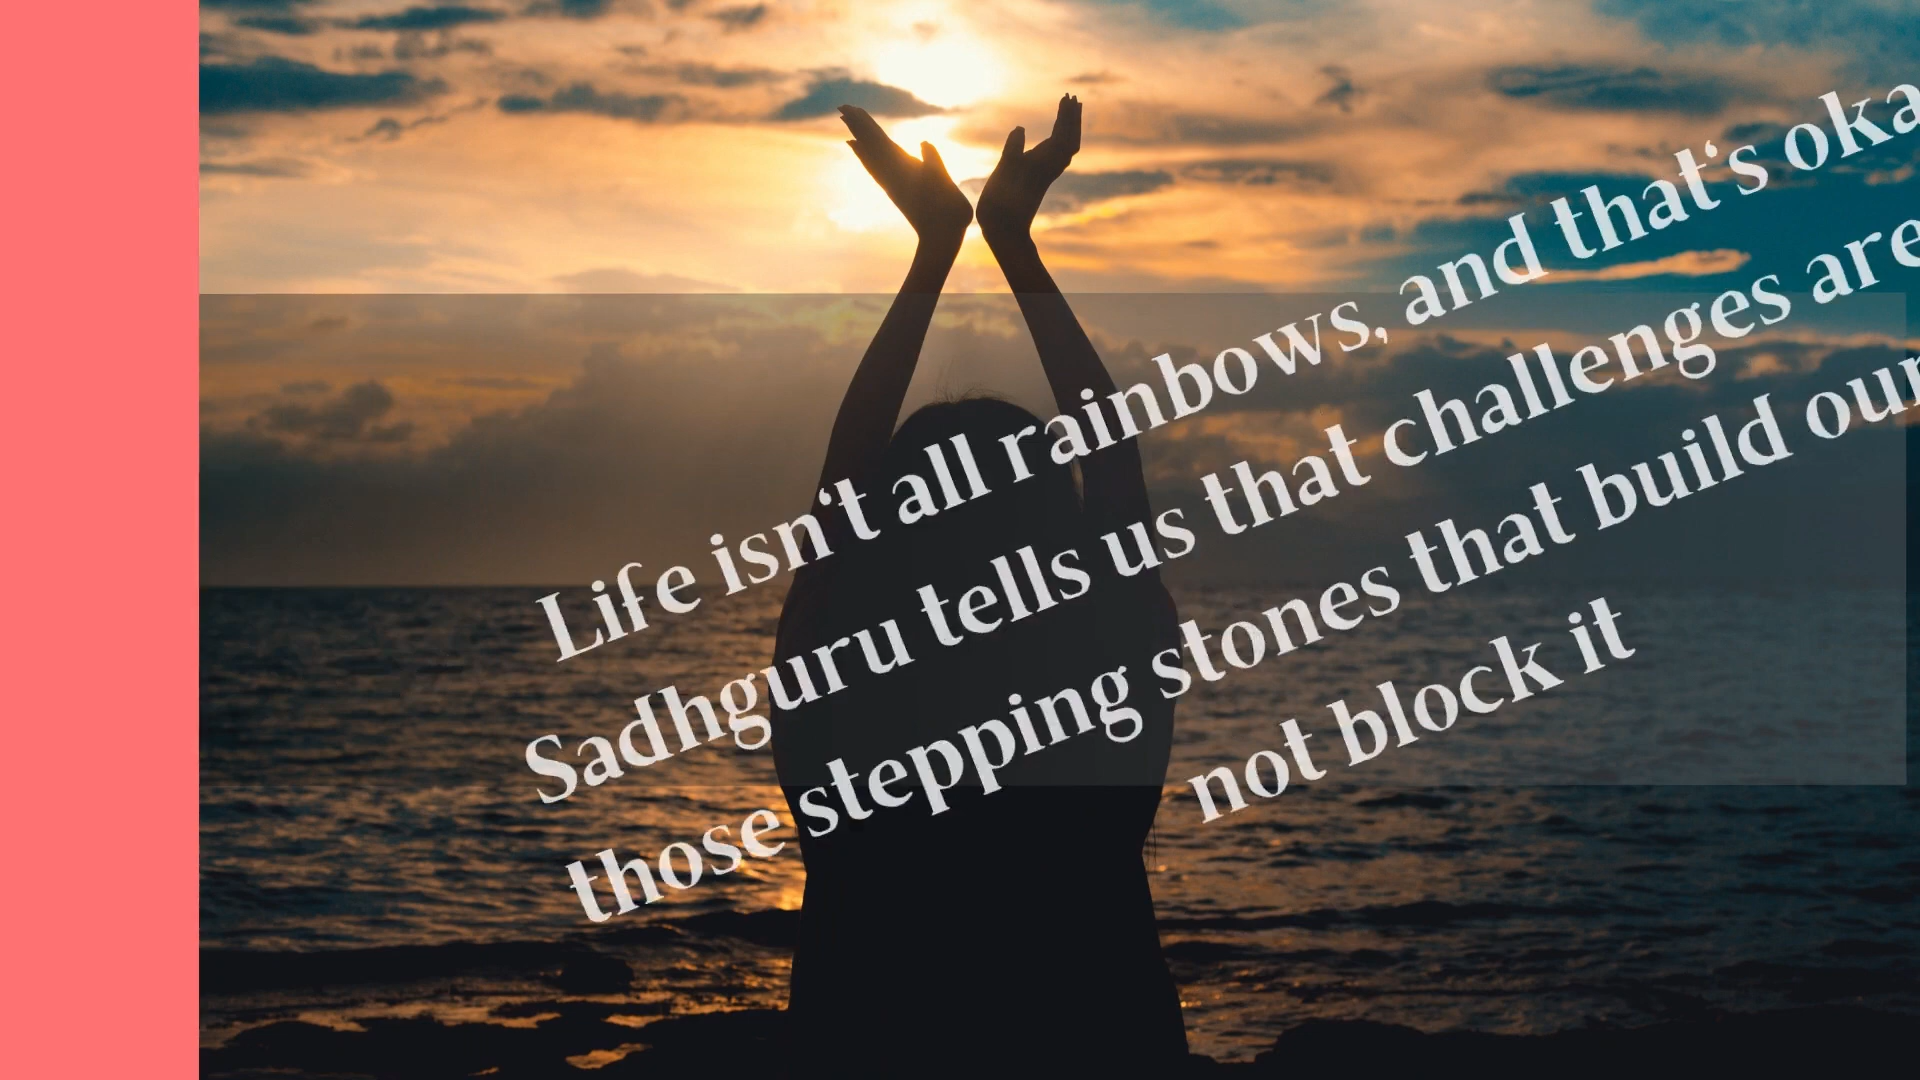 Life isn't all rainbows, and that's oka
Sadhguru tells us that challenges are
those stepping stones that build our
not block it